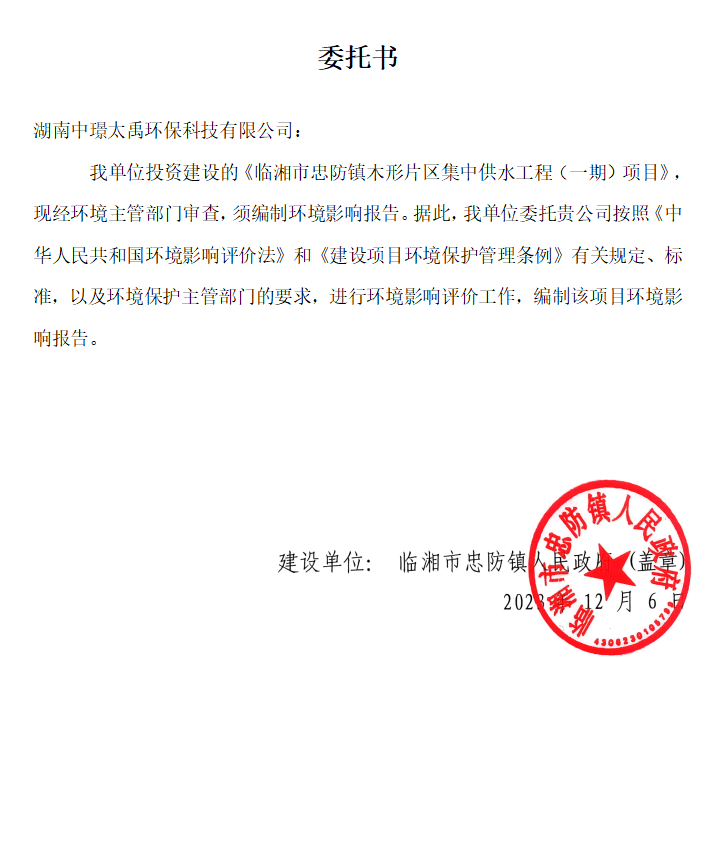 委托书
湖南中璟太禹环保科技有限公司：
我单位投资建设的《临湘市忠防镇木形片区集中供水工程（一期）项目》，
现经环境主管部门审查，须编制环境影响报告。据此，我单位委托贵公司按照《中
华人民共和国环境影响评价法》和《建设项目环境保护管理条例》有关规定、标
准，以及环境保护主管部门的要求，进行环境影响评价工作，编制该项目环境影
响报告。
建设单位： 临湘市忠防镇人民政府 (盖章)
2023年 12 月 6 日
临湘市忠防镇人民政府